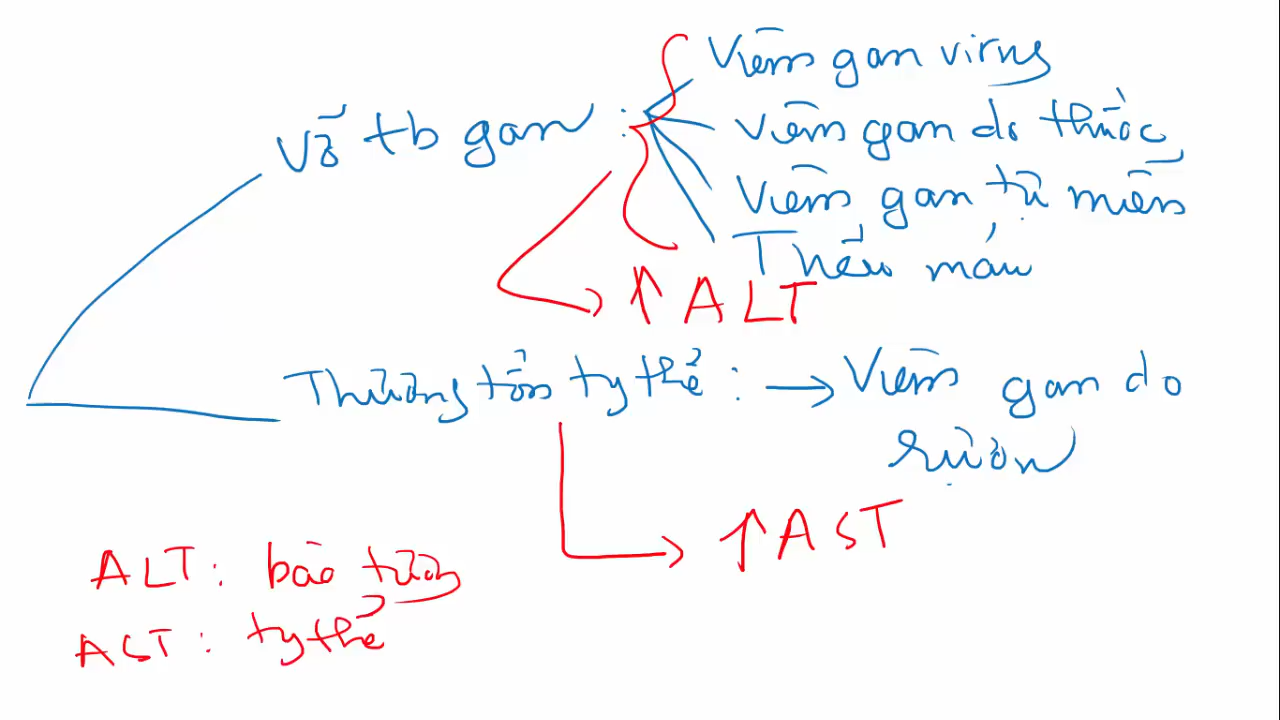 Vỡ tb gan :
Viêm gan virus
Viêm gan do thuốc
Viêm gan tự miễn
Thiếu máu
↑ ALT
Thương tổn ty thể : → Viêm gan do
rượu
↑ AST
ALT : bào tương
AST : ty thể